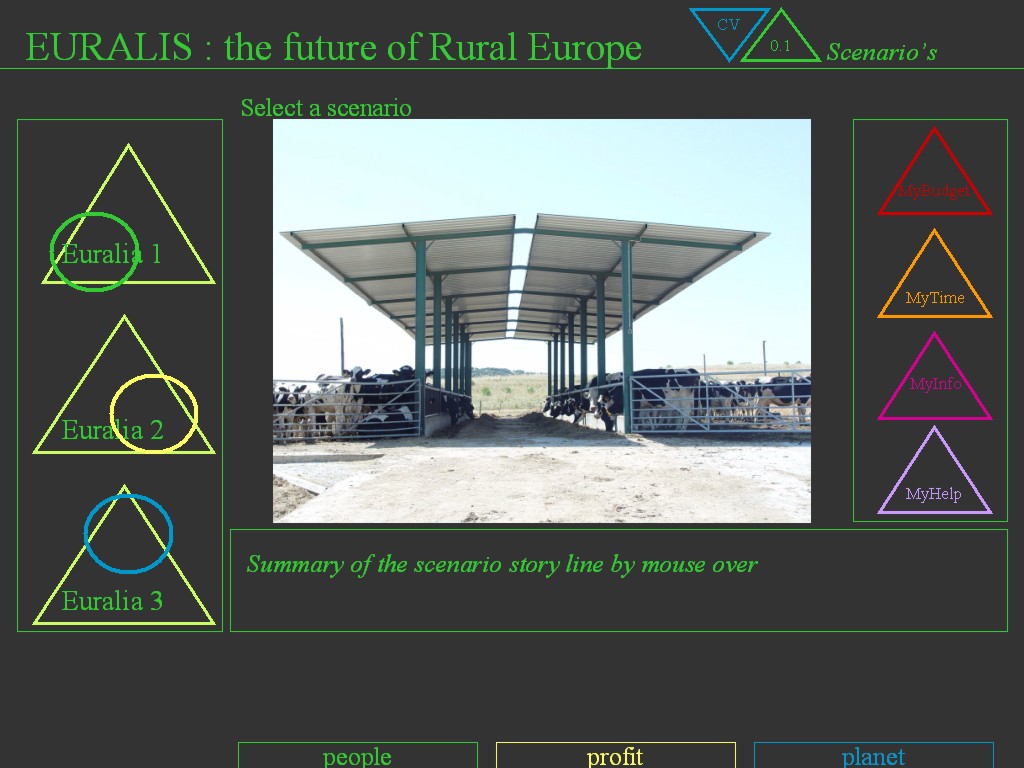 CV
EURALIS : the future of Rural Europe
0.1
Scenario's
Select a scenario
MyBudget
Euralia 1
MyTime
MyInfo
Euralia 2
MyHelp
Summary of the scenario story line by mouse over
Euralia 3
people
profit
planet